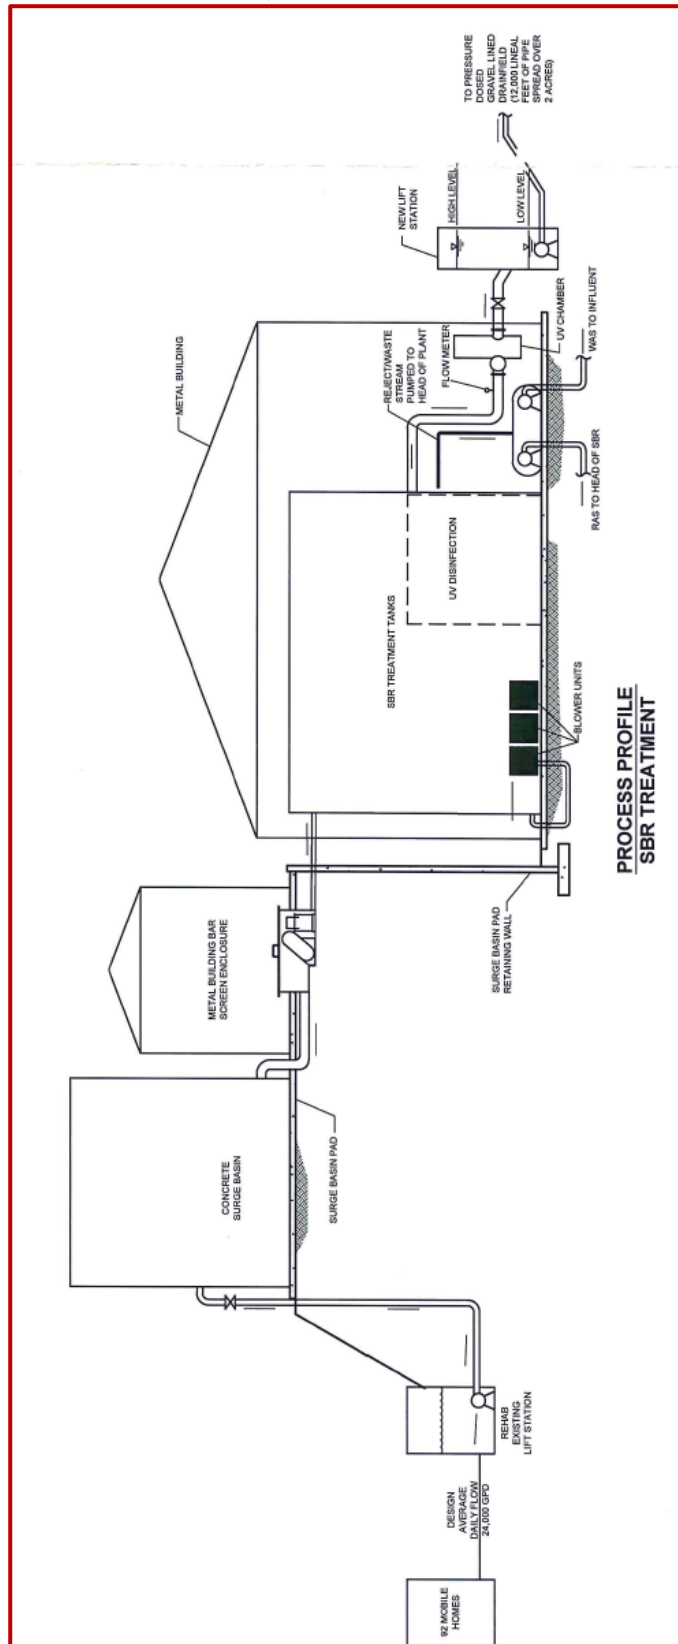 TO PRESSURE
DOSED
GRAVEL LINED
DRAINFIELD
(12,000 LINEAL
FEET OF PIPE
SPREAD OVER
2 ACRES)
HIGH LEVEL
LOW LEVEL
NEW LIFT
STATION
UV CHAMBER
FLOW METER
WAS TO INFLUENT
REJECT/WASTE
STREAM
PUMPED TO
HEAD OF PLANT
METAL BUILDING
RAS TO HEAD OF SBR
UV DISINFECTION
SBR TREATMENT TANKS
BLOWER UNITS
PROCESS PROFILE
SBR TREATMENT
SURGE BASIN PAD
RETAINING WALL
METAL BUILDING BAR
SCREEN ENCLOSURE
SURGE BASIN PAD
CONCRETE
SURGE BASIN
REHAB
EXISTING
LIFT STATION
DESIGN
AVERAGE
DAILY FLOW
24,000 GPD
92 MOBILE
HOMES